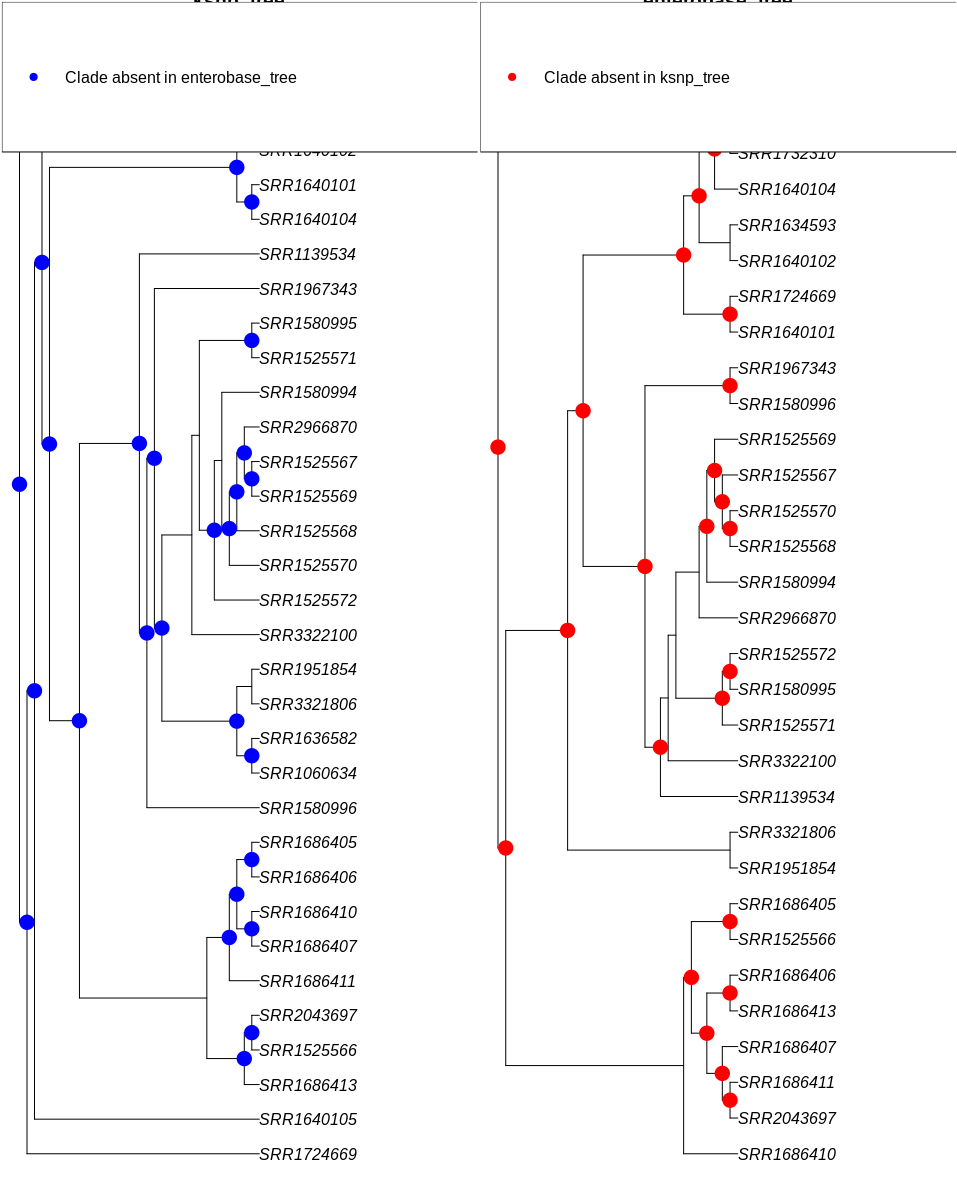 ksnp_tree
Clade absent in enterobase_tree
SRR1640102
SRR1640101
SRR1640104
SRR1139534
SRR1967343
SRR1580995
SRR1525571
SRR1580994
SRR2966870
SRR1525567
SRR1525569
SRR1525568
SRR1525570
SRR1525572
SRR3322100
SRR1951854
SRR3321806
SRR1636582
SRR1060634
SRR1580996
SRR1686405
SRR1686406
SRR1686410
SRR1686407
SRR1686411
SRR2043697
SRR1525566
SRR1686413
SRR1640105
SRR1724669
enterobase_tree
Clade absent in ksnp_tree
SRR1732310
SRR1640104
SRR1634593
SRR1640102
SRR1724669
SRR1640101
SRR1967343
SRR1580996
SRR1525569
SRR1525567
SRR1525570
SRR1525568
SRR1580994
SRR2966870
SRR1525572
SRR1580995
SRR1525571
SRR3322100
SRR1139534
SRR3321806
SRR1951854
SRR1686405
SRR1525566
SRR1686406
SRR1686413
SRR1686407
SRR1686411
SRR2043697
SRR1686410